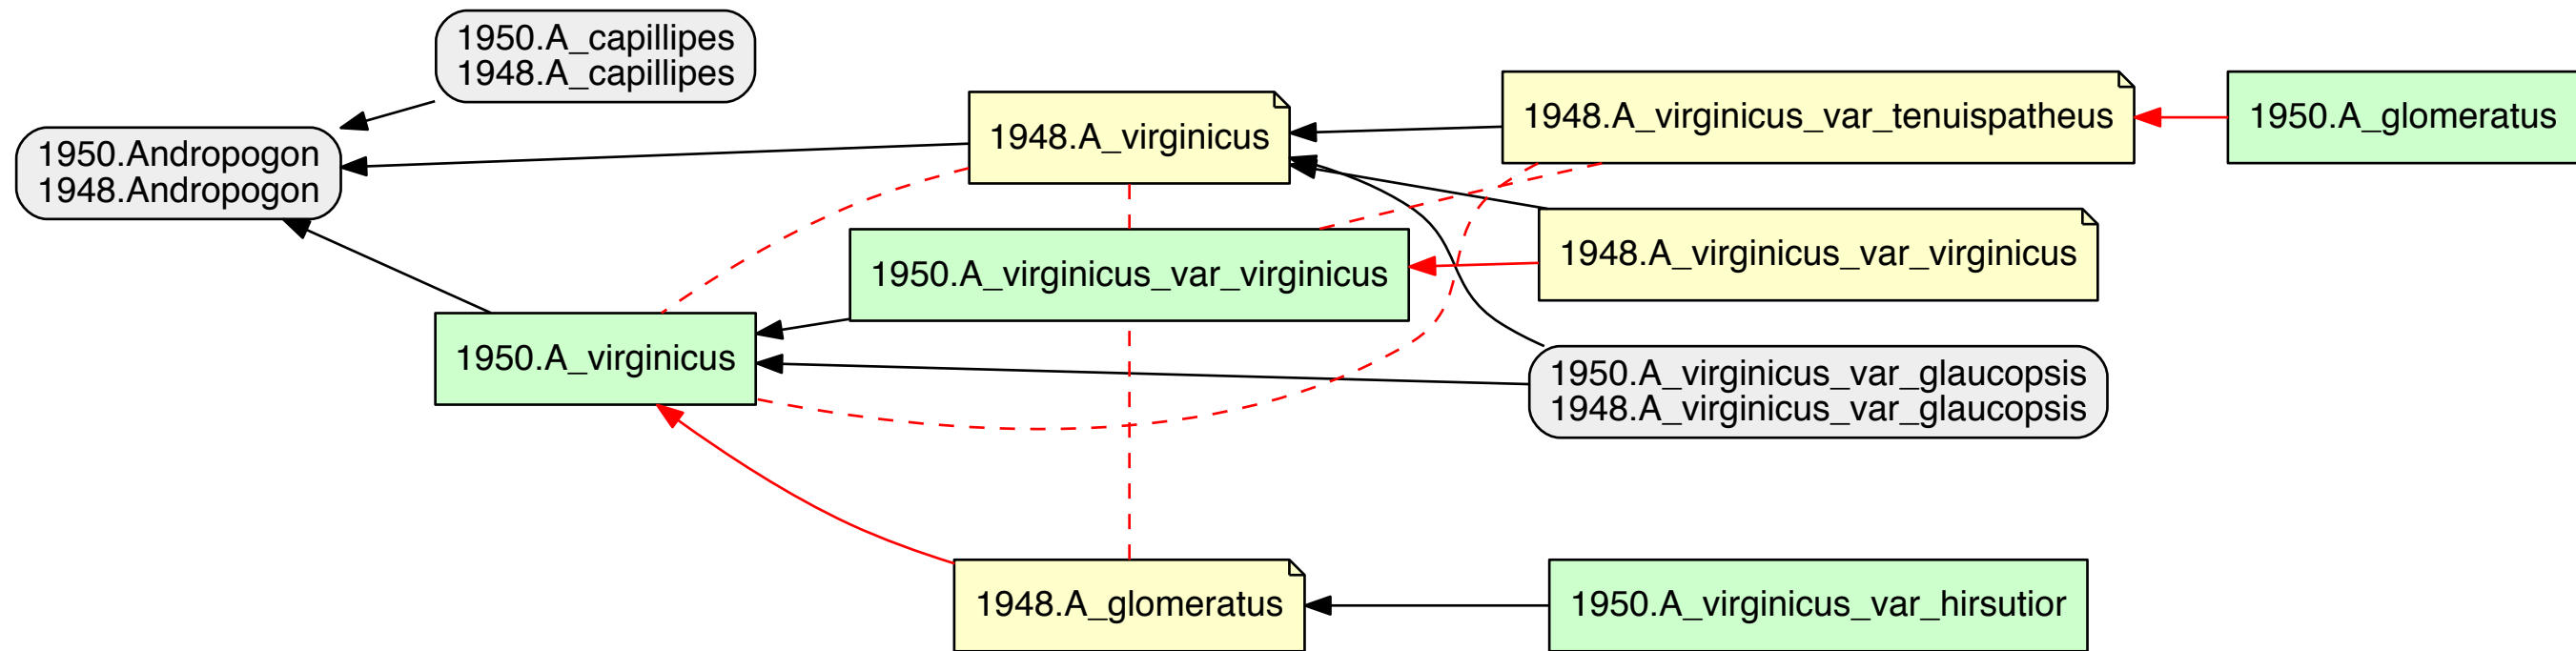 1950.A_capillipes
1948.A_capillipes
1950.Andropogon
1948.Andropogon
1948.A_virginicus
1948.A_virginicus_var_tenuispatheus
1950.A_glomeratus
1950.A_virginicus_var_virginicus
1948.A_virginicus_var_virginicus
1950.A_virginicus
1950.A_virginicus_var_glaucopsis
1948.A_virginicus_var_glaucopsis
1948.A_glomeratus
1950.A_virginicus_var_hirsutior